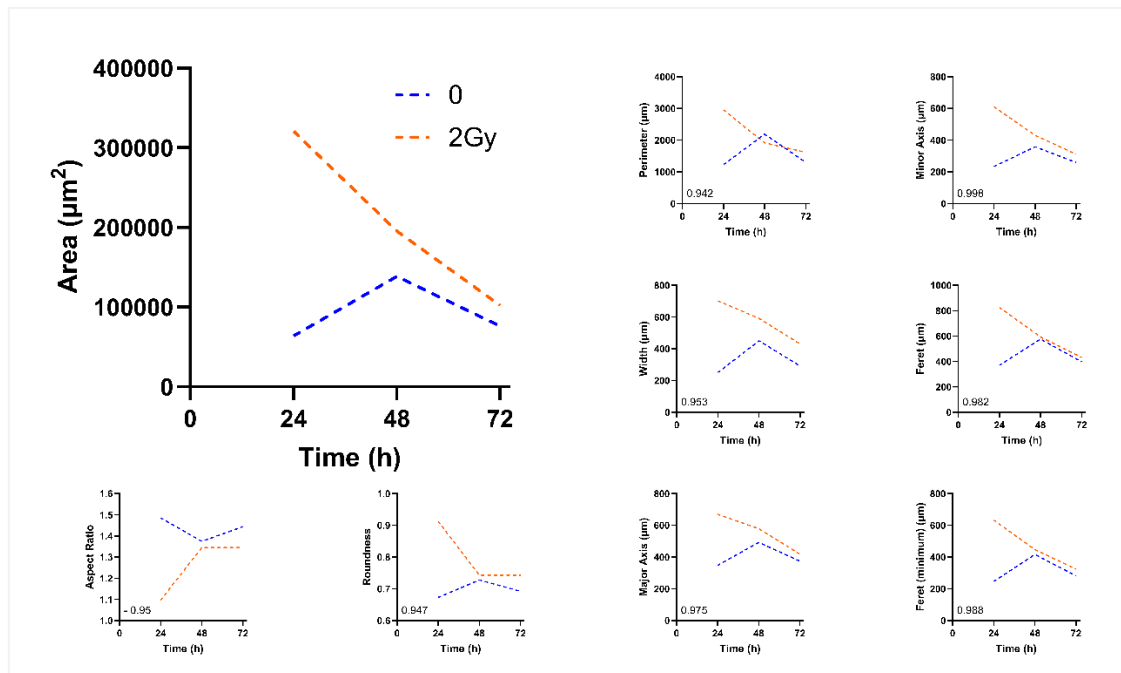 400000
300000
200000
100000
0
Area (µm²)
0 24 48 72
Time (h)
0
2Gy
4000
3000
2000
1000
0
Perimeter (µm)
0.942
0 24 48 72
Time (h)
800
600
400
200
0
Minor Axis (µm)
0.998
0 24 48 72
Time (h)
800
600
400
200
0
Width (µm)
0.953
0 24 48 72
Time (h)
1000
800
600
400
200
0
Feret (µm)
0.982
0 24 48 72
Time (h)
1.6
1.5
1.4
1.3
1.2
1.1
1.0
Aspect Ratio
- 0.95
0 24 48 72
Time (h)
1.0
0.9
0.8
0.7
0.6
Roundness
0.947
0 24 48 72
Time (h)
800
600
400
200
0
Major Axis (µm)
0.975
0 24 48 72
Time (h)
800
600
400
200
0
Feret (minimum) (µm)
0.988
0 24 48 72
Time (h)